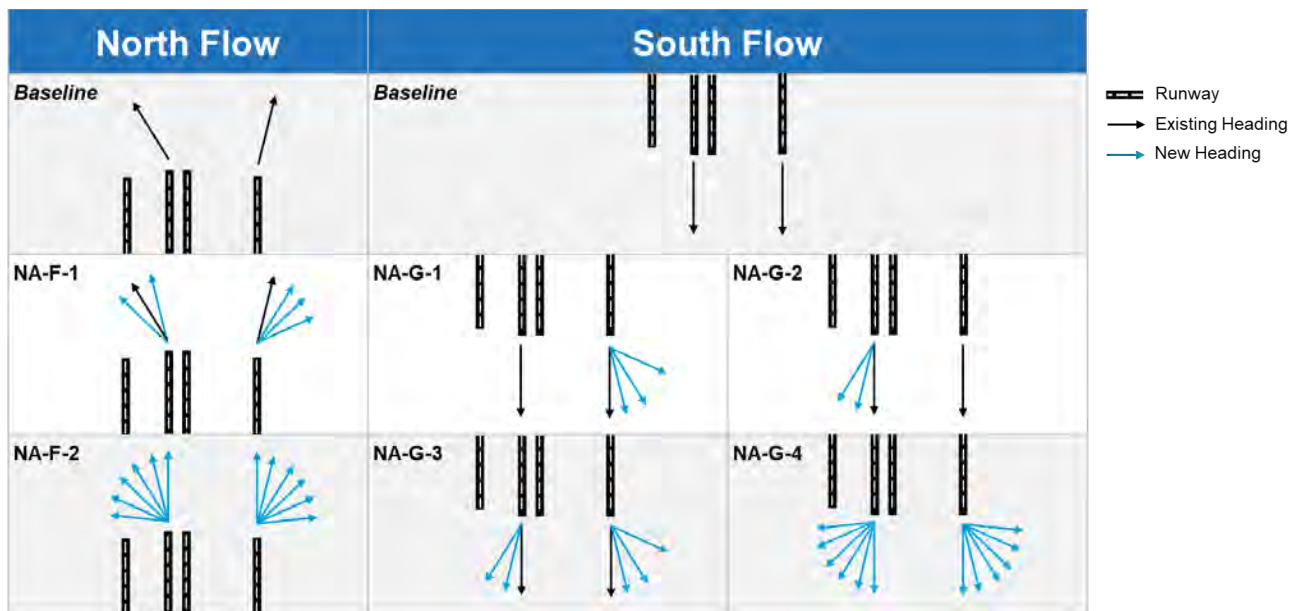 North Flow
South Flow
Baseline
Baseline
Runway
Existing Heading
New Heading
NA-F-1
NA-G-1
NA-G-2
NA-F-2
NA-G-3
NA-G-4